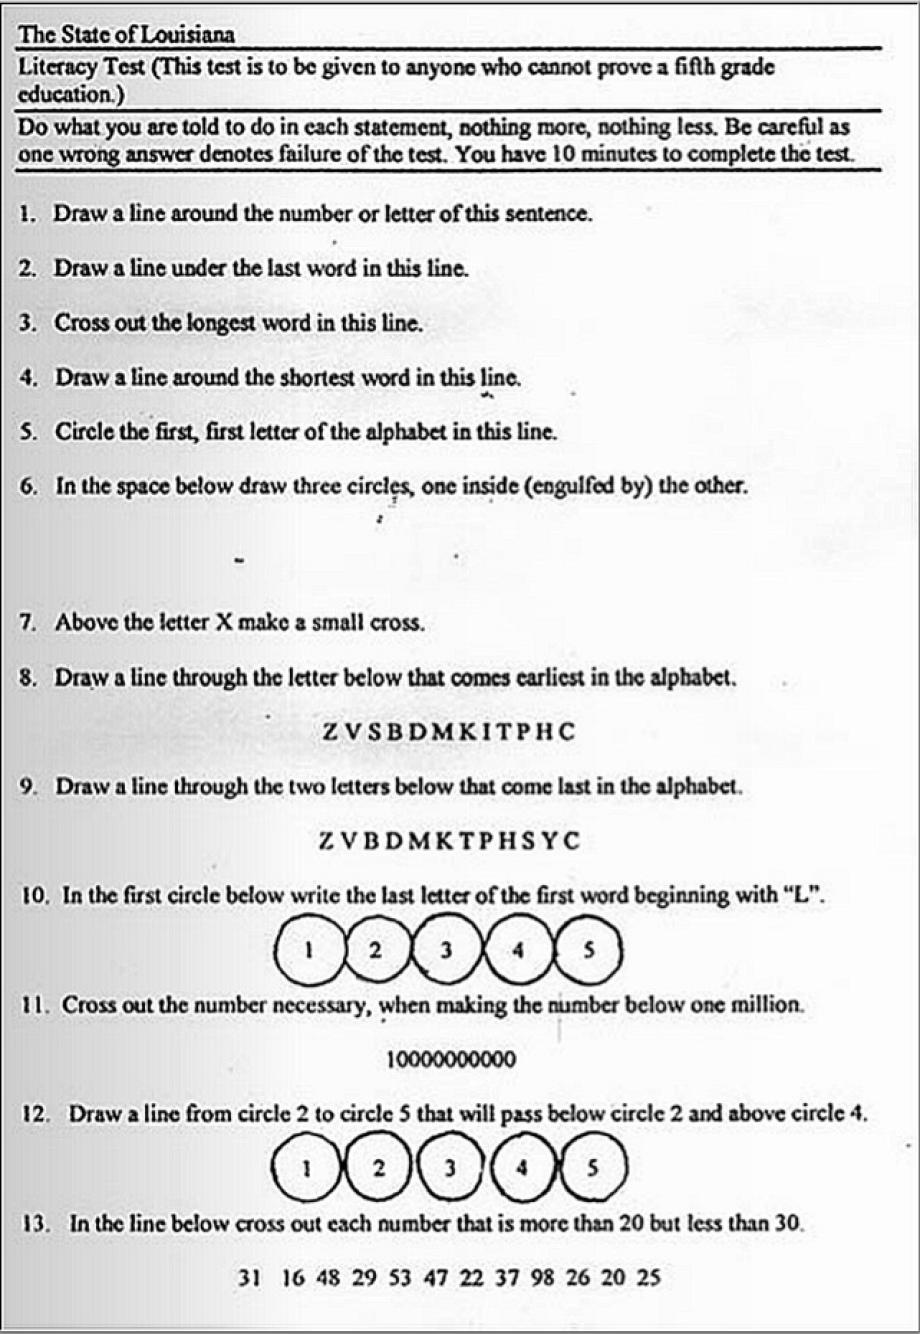 The State of Louisiana
Literacy Test (This test is to be given to anyone who cannot prove a fifth grade
education.)
Do what you are told to do in each statement, nothing more, nothing less. Be careful as
one wrong answer denotes failure of the test. You have 10 minutes to complete the test.
1. Draw a line around the number or letter of this sentence.
2. Draw a line under the last word in this line.
3. Cross out the longest word in this line.
4. Draw a line around the shortest word in this line.
5. Circle the first, first letter of the alphabet in this line.
6. In the space below draw three circles, one inside (engulfed by) the other.
7. Above the letter X make a small cross.
8. Draw a line through the letter below that comes earliest in the alphabet.
Z V S B D M K I T P H C
9. Draw a line through the two letters below that come last in the alphabet.
Z V B D M K T P H S Y C
10. In the first circle below write the last letter of the first word beginning with “L”.
1 2 3 4 5
11. Cross out the number necessary, when making the number below one million.
10000000000
12. Draw a line from circle 2 to circle 5 that will pass below circle 2 and above circle 4.
1 2 3 4 5
13. In the line below cross out each number that is more than 20 but less than 30.
31 16 48 29 53 47 22 37 98 26 20 25